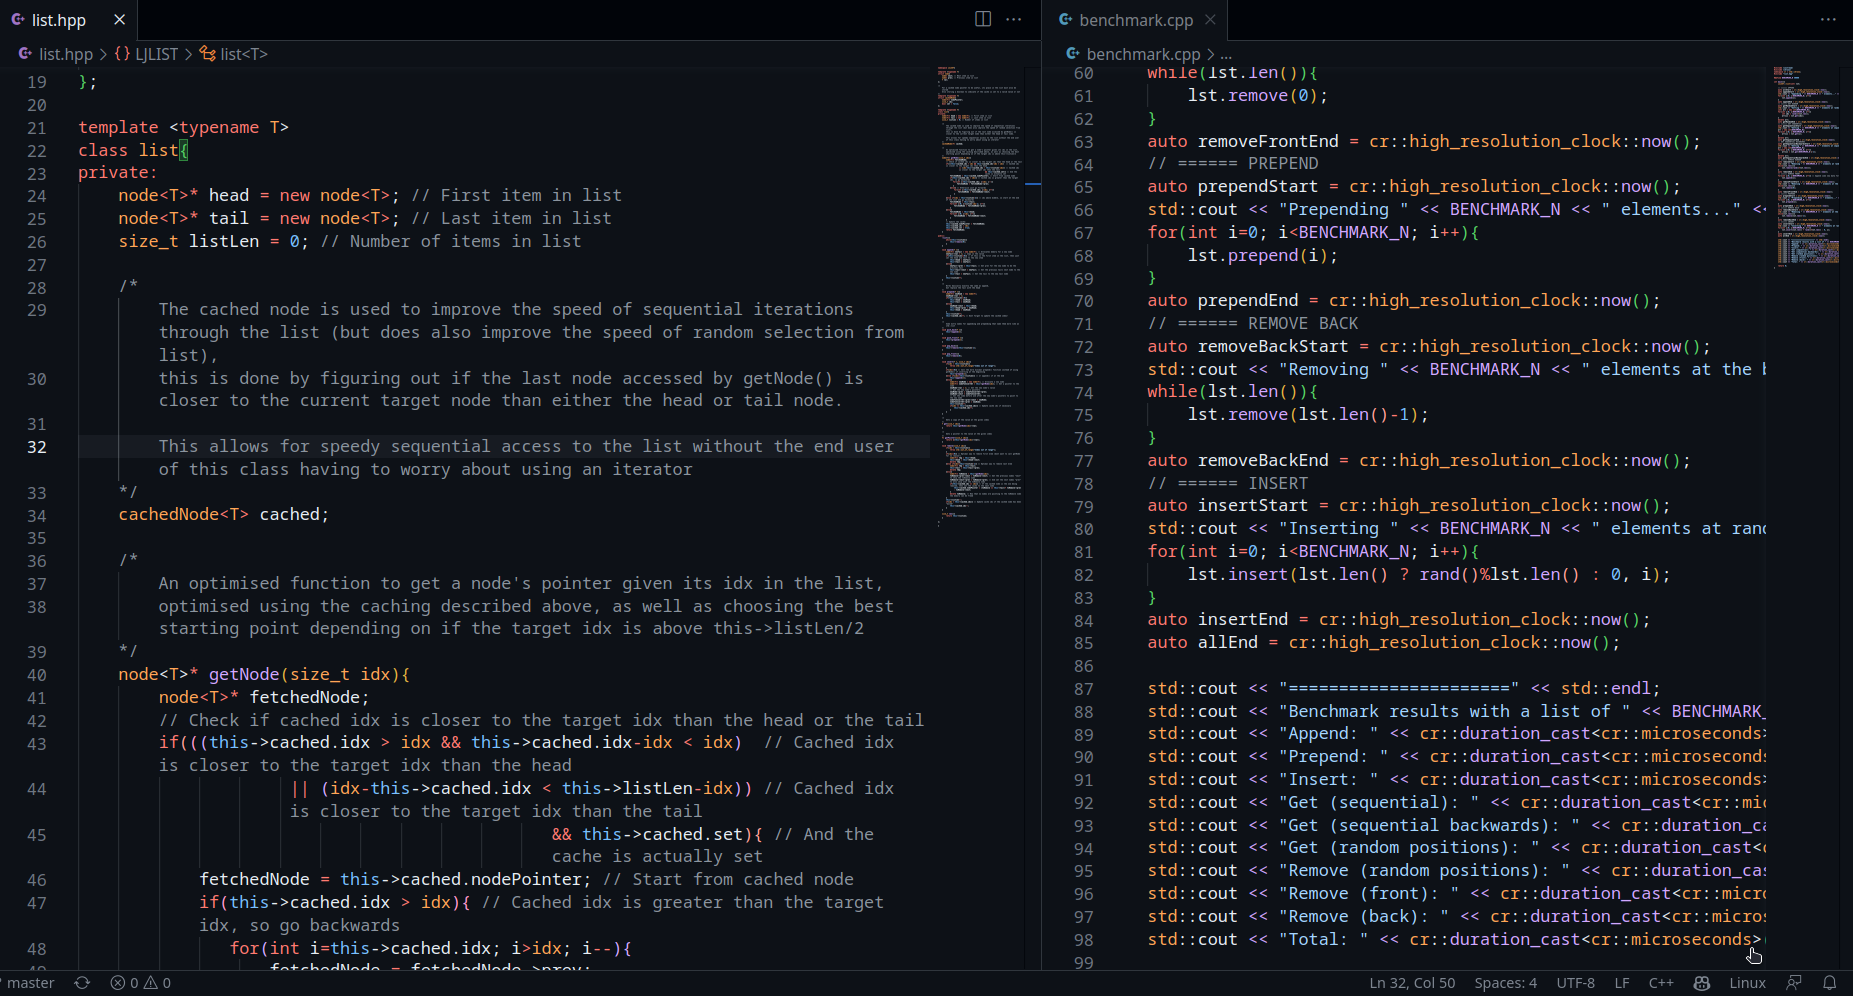 list.hpp
list.hpp > {} LJLIST > list<T>
19 };
20
21 template <typename T>
22 class list{
23 private:
24 node<T>* head = new node<T>; // First item in list
25 node<T>* tail = new node<T>; // Last item in list
26 size_t listLen = 0; // Number of items in list
27
28 /*
29 The cached node is used to improve the speed of sequential iterations
through the list (but does also improve the speed of random selection from
list),
30 this is done by figuring out if the last node accessed by getNode() is
closer to the current target node than either the head or tail node.
31
32 This allows for speedy sequential access to the list without the end user
of this class having to worry about using an iterator
33 */
34 cachedNode<T> cached;
35
36 /*
37 An optimised function to get a node's pointer given its idx in the list,
38 optimised using the caching described above, as well as choosing the best
starting point depending on if the target idx is above this->listLen/2
39 */
40 node<T>* getNode(size_t idx){
41 node<T>* fetchedNode;
42 // Check if cached idx is closer to the target idx than the head or the tail
43 if(((this->cached.idx > idx && this->cached.idx-idx < idx) // Cached idx
is closer to the target idx than the head
44 || (idx-this->cached.idx < this->listLen-idx)) // Cached idx
is closer to the target idx than the tail
45 && this->cached.set){ // And the
cache is actually set
46 fetchedNode = this->cached.nodePointer; // Start from cached node
47 if(this->cached.idx > idx){ // Cached idx is greater than the target
idx, so go backwards
48 for(int i=this->cached.idx; i>idx; i--){
fetchedNode = fetchedNode->prev;
benchmark.cpp
benchmark.cpp > ...
60 while(lst.len()){
61 lst.remove(0);
62 }
63 auto removeFrontEnd = cr::high_resolution_clock::now();
64 // ====== PREPEND
65 auto prependStart = cr::high_resolution_clock::now();
66 std::cout << "Prepending " << BENCHMARK_N << " elements..." <<
67 for(int i=0; i<BENCHMARK_N; i++){
68 lst.prepend(i);
69 }
70 auto prependEnd = cr::high_resolution_clock::now();
71 // ====== REMOVE BACK
72 auto removeBackStart = cr::high_resolution_clock::now();
73 std::cout << "Removing " << BENCHMARK_N << " elements at the b
74 while(lst.len()){
75 lst.remove(lst.len()-1);
76 }
77 auto removeBackEnd = cr::high_resolution_clock::now();
78 // ====== INSERT
79 auto insertStart = cr::high_resolution_clock::now();
80 std::cout << "Inserting " << BENCHMARK_N << " elements at rand
81 for(int i=0; i<BENCHMARK_N; i++){
82 lst.insert(lst.len() ? rand()%lst.len() : 0, i);
83 }
84 auto insertEnd = cr::high_resolution_clock::now();
85 auto allEnd = cr::high_resolution_clock::now();
86
87 std::cout << "======================" << std::endl;
88 std::cout << "Benchmark results with a list of " << BENCHMARK_
89 std::cout << "Append: " << cr::duration_cast<cr::microseconds>
90 std::cout << "Prepend: " << cr::duration_cast<cr::microseconds
91 std::cout << "Insert: " << cr::duration_cast<cr::microseconds>
92 std::cout << "Get (sequential): " << cr::duration_cast<cr::mic
93 std::cout << "Get (sequential backwards): " << cr::duration_ca
94 std::cout << "Get (random positions): " << cr::duration_cast<c
95 std::cout << "Remove (random positions): " << cr::duration_cas
96 std::cout << "Remove (front): " << cr::duration_cast<cr::micro
97 std::cout << "Remove (back): " << cr::duration_cast<cr::micros
98 std::cout << "Total: " << cr::duration_cast<cr::microseconds>(
99
master 0 0 Ln 32, Col 50 Spaces: 4 UTF-8 LF C++ Linux